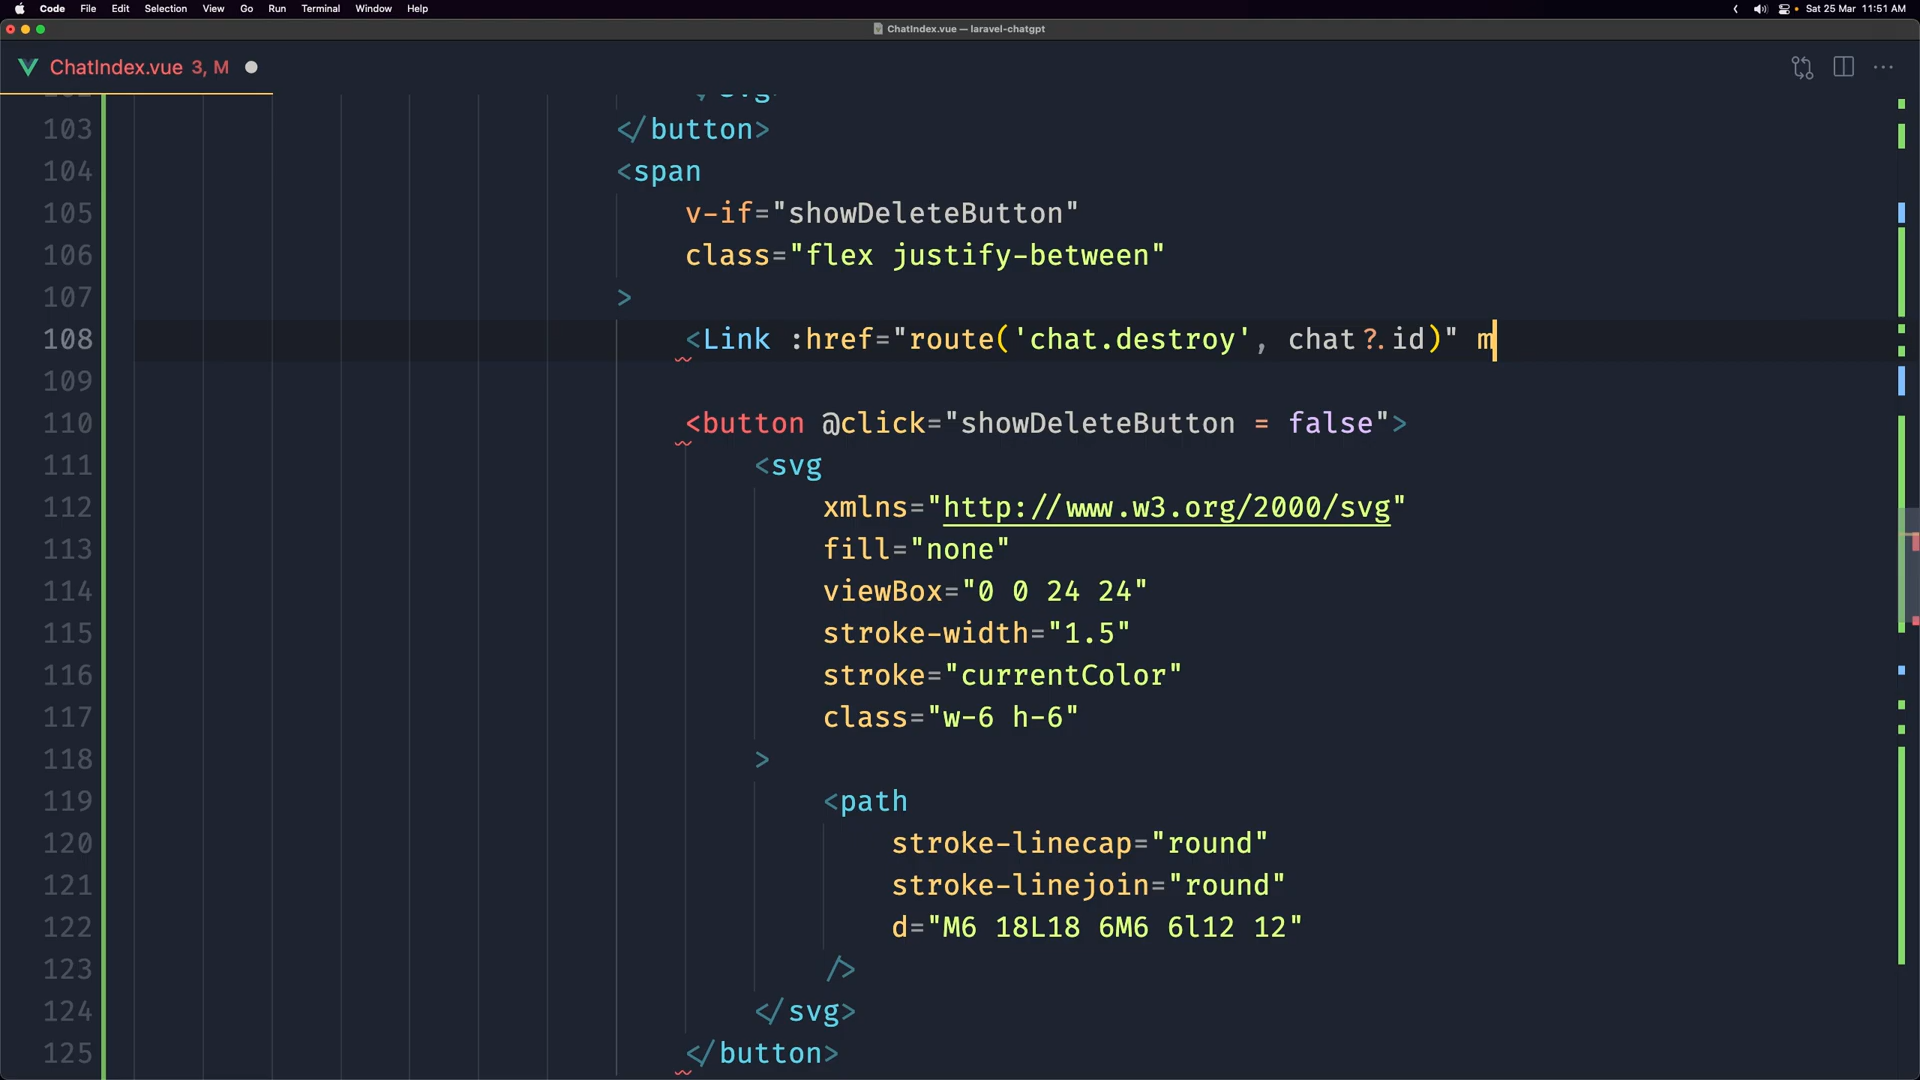 Code File Edit Selection View Go Run Terminal Window Help Sat 25 Mar 11:51 AM
ChatIndex.vue — laravel-chatgpt
ChatIndex.vue 3, M
103 </button>
104 <span
105 v-if="showDeleteButton"
106 class="flex justify-between"
107 >
108 <Link :href="route('chat.destroy', chat?.id)" m
109
110 <button @click="showDeleteButton = false">
111 <svg
112 xmlns="http://www.w3.org/2000/svg"
113 fill="none"
114 viewBox="0 0 24 24"
115 stroke-width="1.5"
116 stroke="currentColor"
117 class="w-6 h-6"
118 >
119 <path
120 stroke-linecap="round"
121 stroke-linejoin="round"
122 d="M6 18L18 6M6 6l12 12"
123 />
124 </svg>
125 </button>